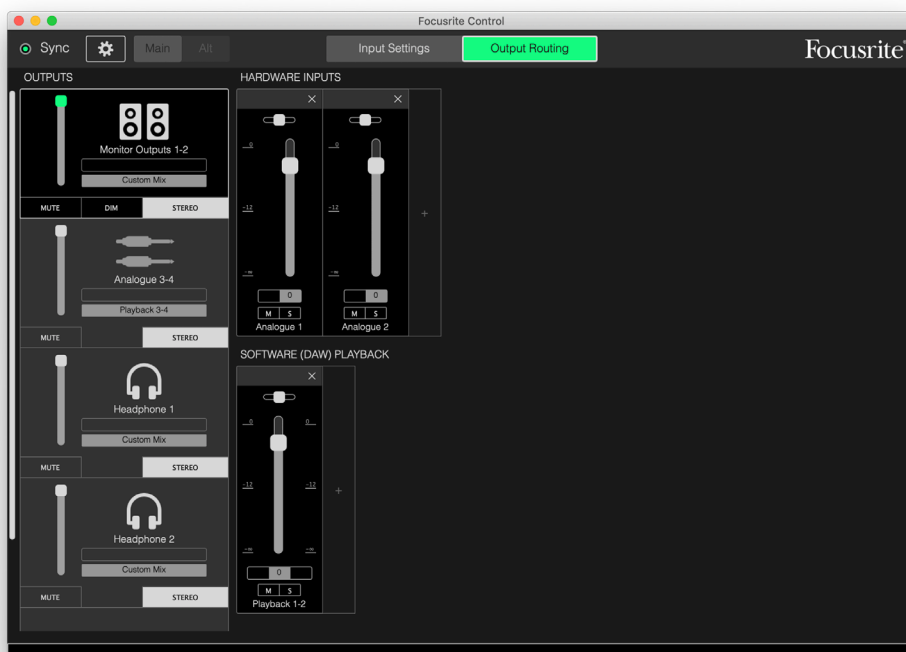 Focusrite Control
Sync
Main
Alt
Input Settings
Output Routing
Focusrite®
OUTPUTS
Monitor Outputs 1-2
Custom Mix
MUTE
DIM
STEREO
Analogue 3-4
Playback 3-4
MUTE
STEREO
Headphone 1
Custom Mix
MUTE
STEREO
Headphone 2
Custom Mix
MUTE
STEREO
HARDWARE INPUTS
0
-12
-∞
0
M S
Analogue 1
0
-12
-∞
0
M S
Analogue 2
+
SOFTWARE (DAW) PLAYBACK
0 0
-12 -12
-∞ -∞
0
M S
Playback 1-2
+